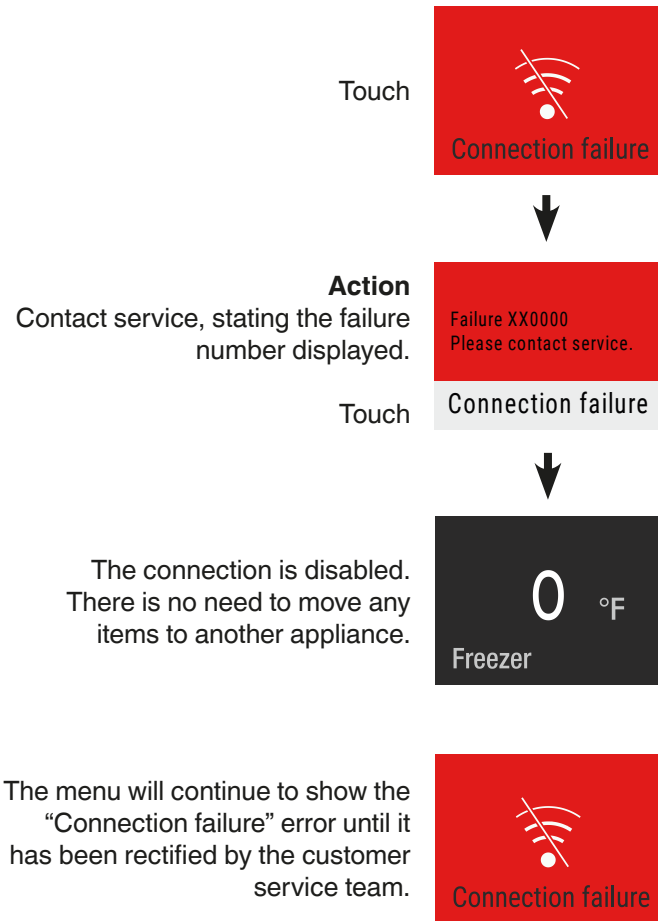 Touch
Connection failure
Action
Contact service, stating the failure
number displayed.
Failure XX0000
Please contact service.
Touch
Connection failure
The connection is disabled.
There is no need to move any
items to another appliance.
0 °F
Freezer
The menu will continue to show the
“Connection failure” error until it
has been rectified by the customer
service team.
Connection failure